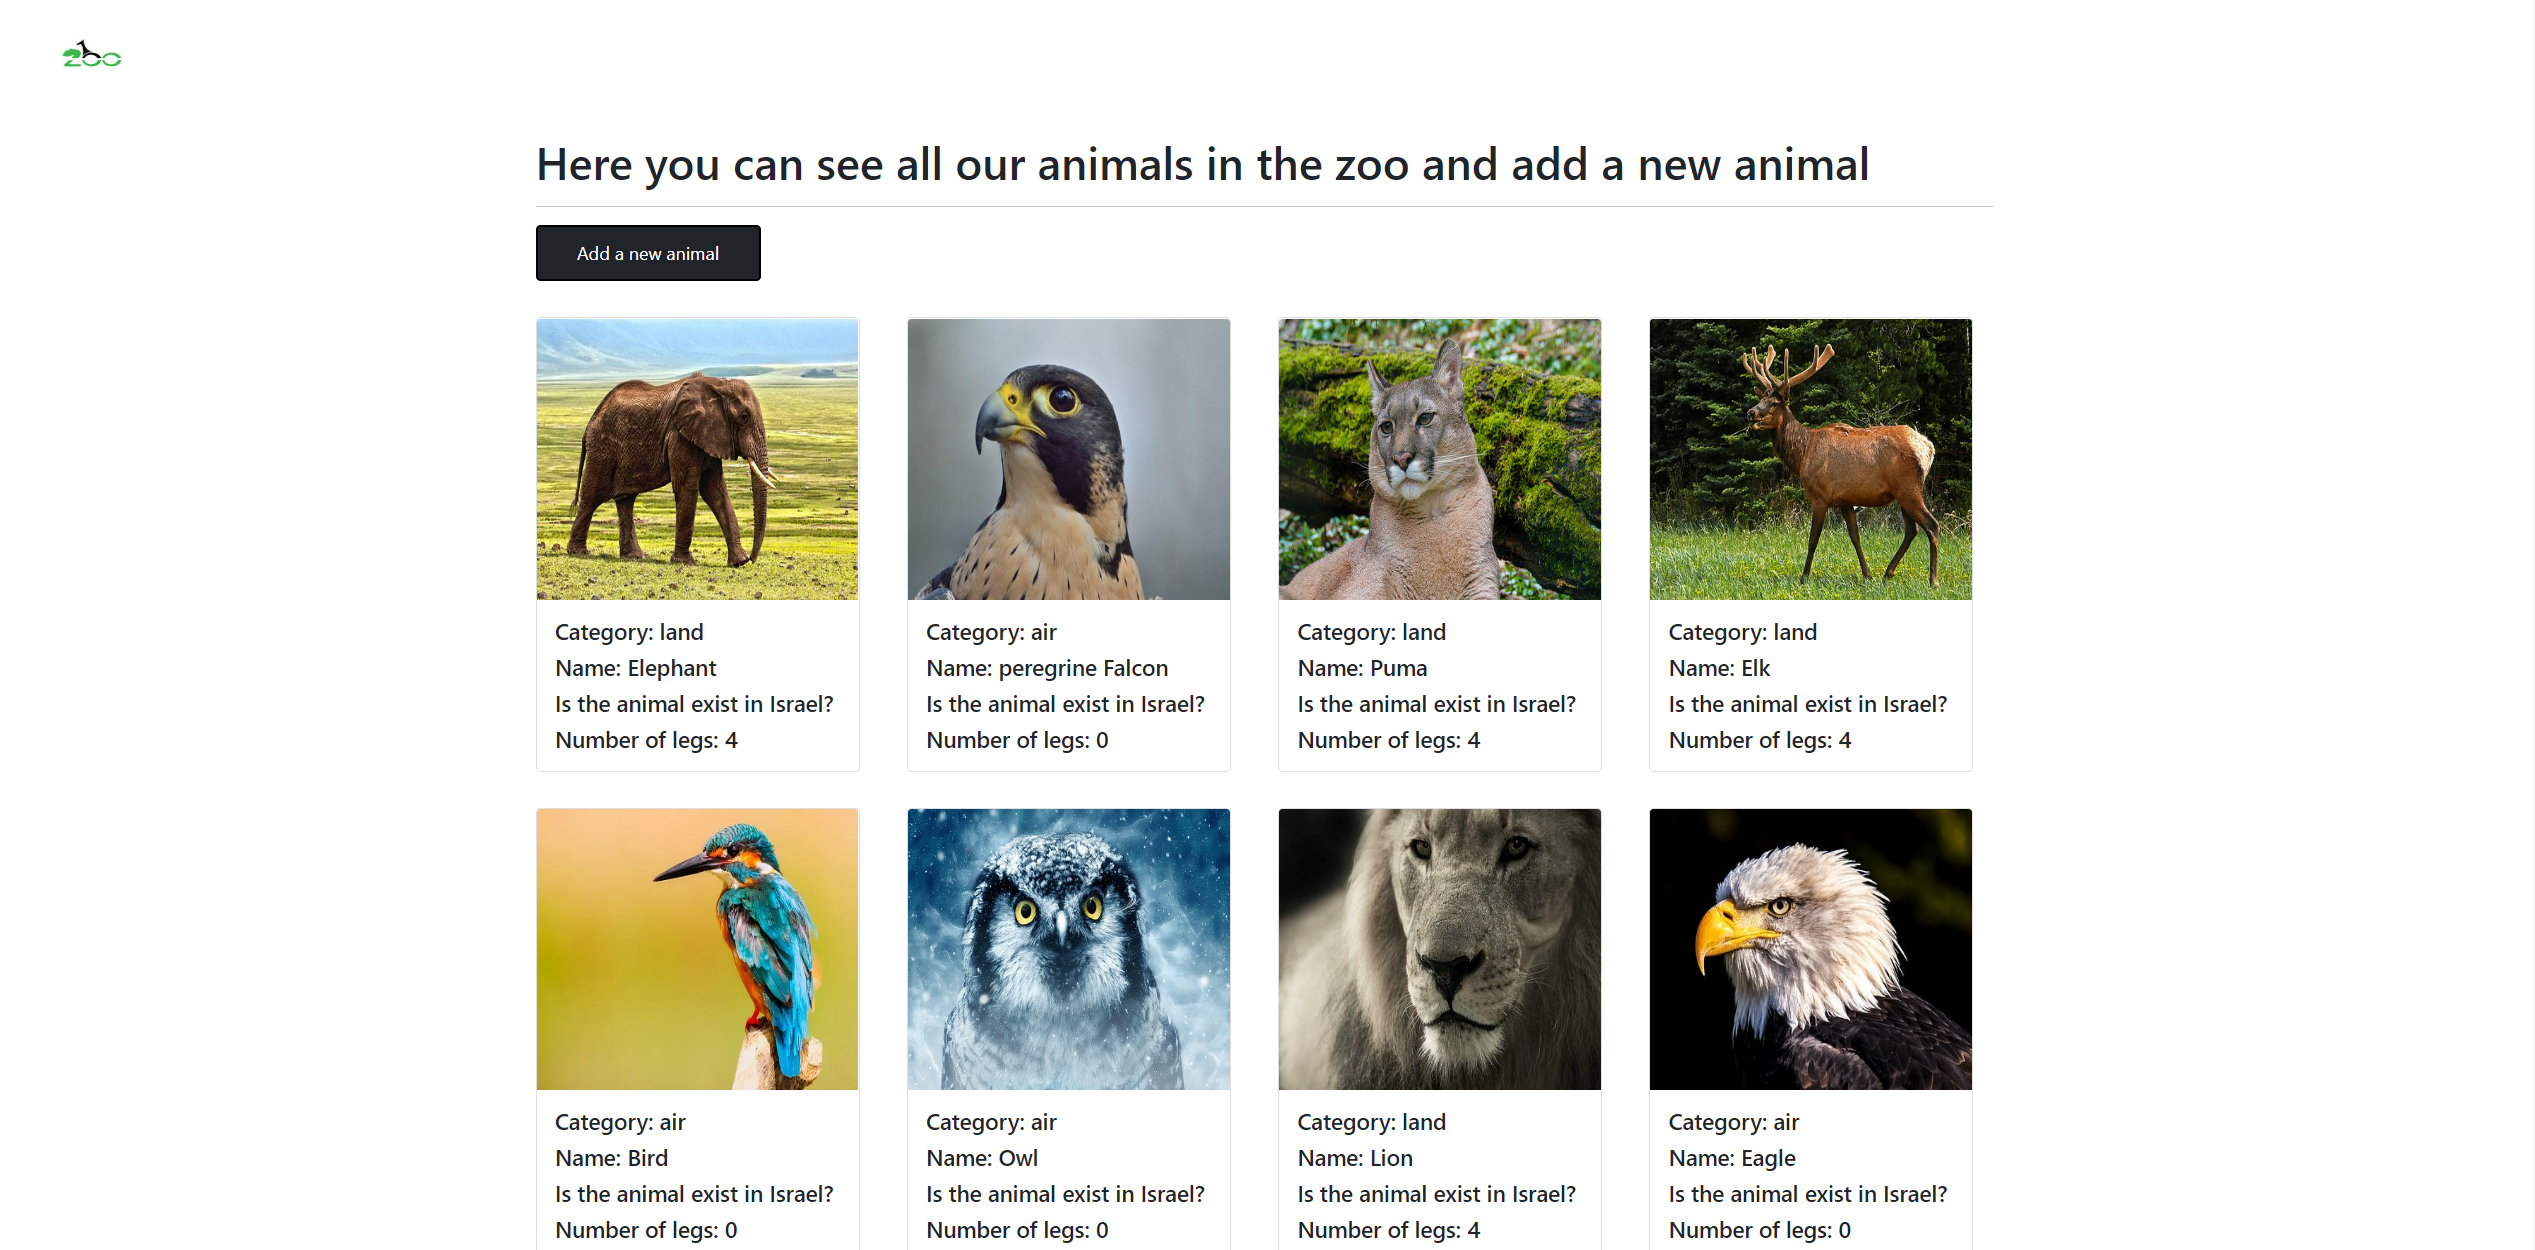 zoo
Here you can see all our animals in the zoo and add a new animal
Add a new animal
Category: land
Name: Elephant
Is the animal exist in Israel?
Number of legs: 4
Category: air
Name: peregrine Falcon
Is the animal exist in Israel?
Number of legs: 0
Category: land
Name: Puma
Is the animal exist in Israel?
Number of legs: 4
Category: land
Name: Elk
Is the animal exist in Israel?
Number of legs: 4
Category: air
Name: Bird
Is the animal exist in Israel?
Number of legs: 0
Category: air
Name: Owl
Is the animal exist in Israel?
Number of legs: 0
Category: land
Name: Lion
Is the animal exist in Israel?
Number of legs: 4
Category: air
Name: Eagle
Is the animal exist in Israel?
Number of legs: 0